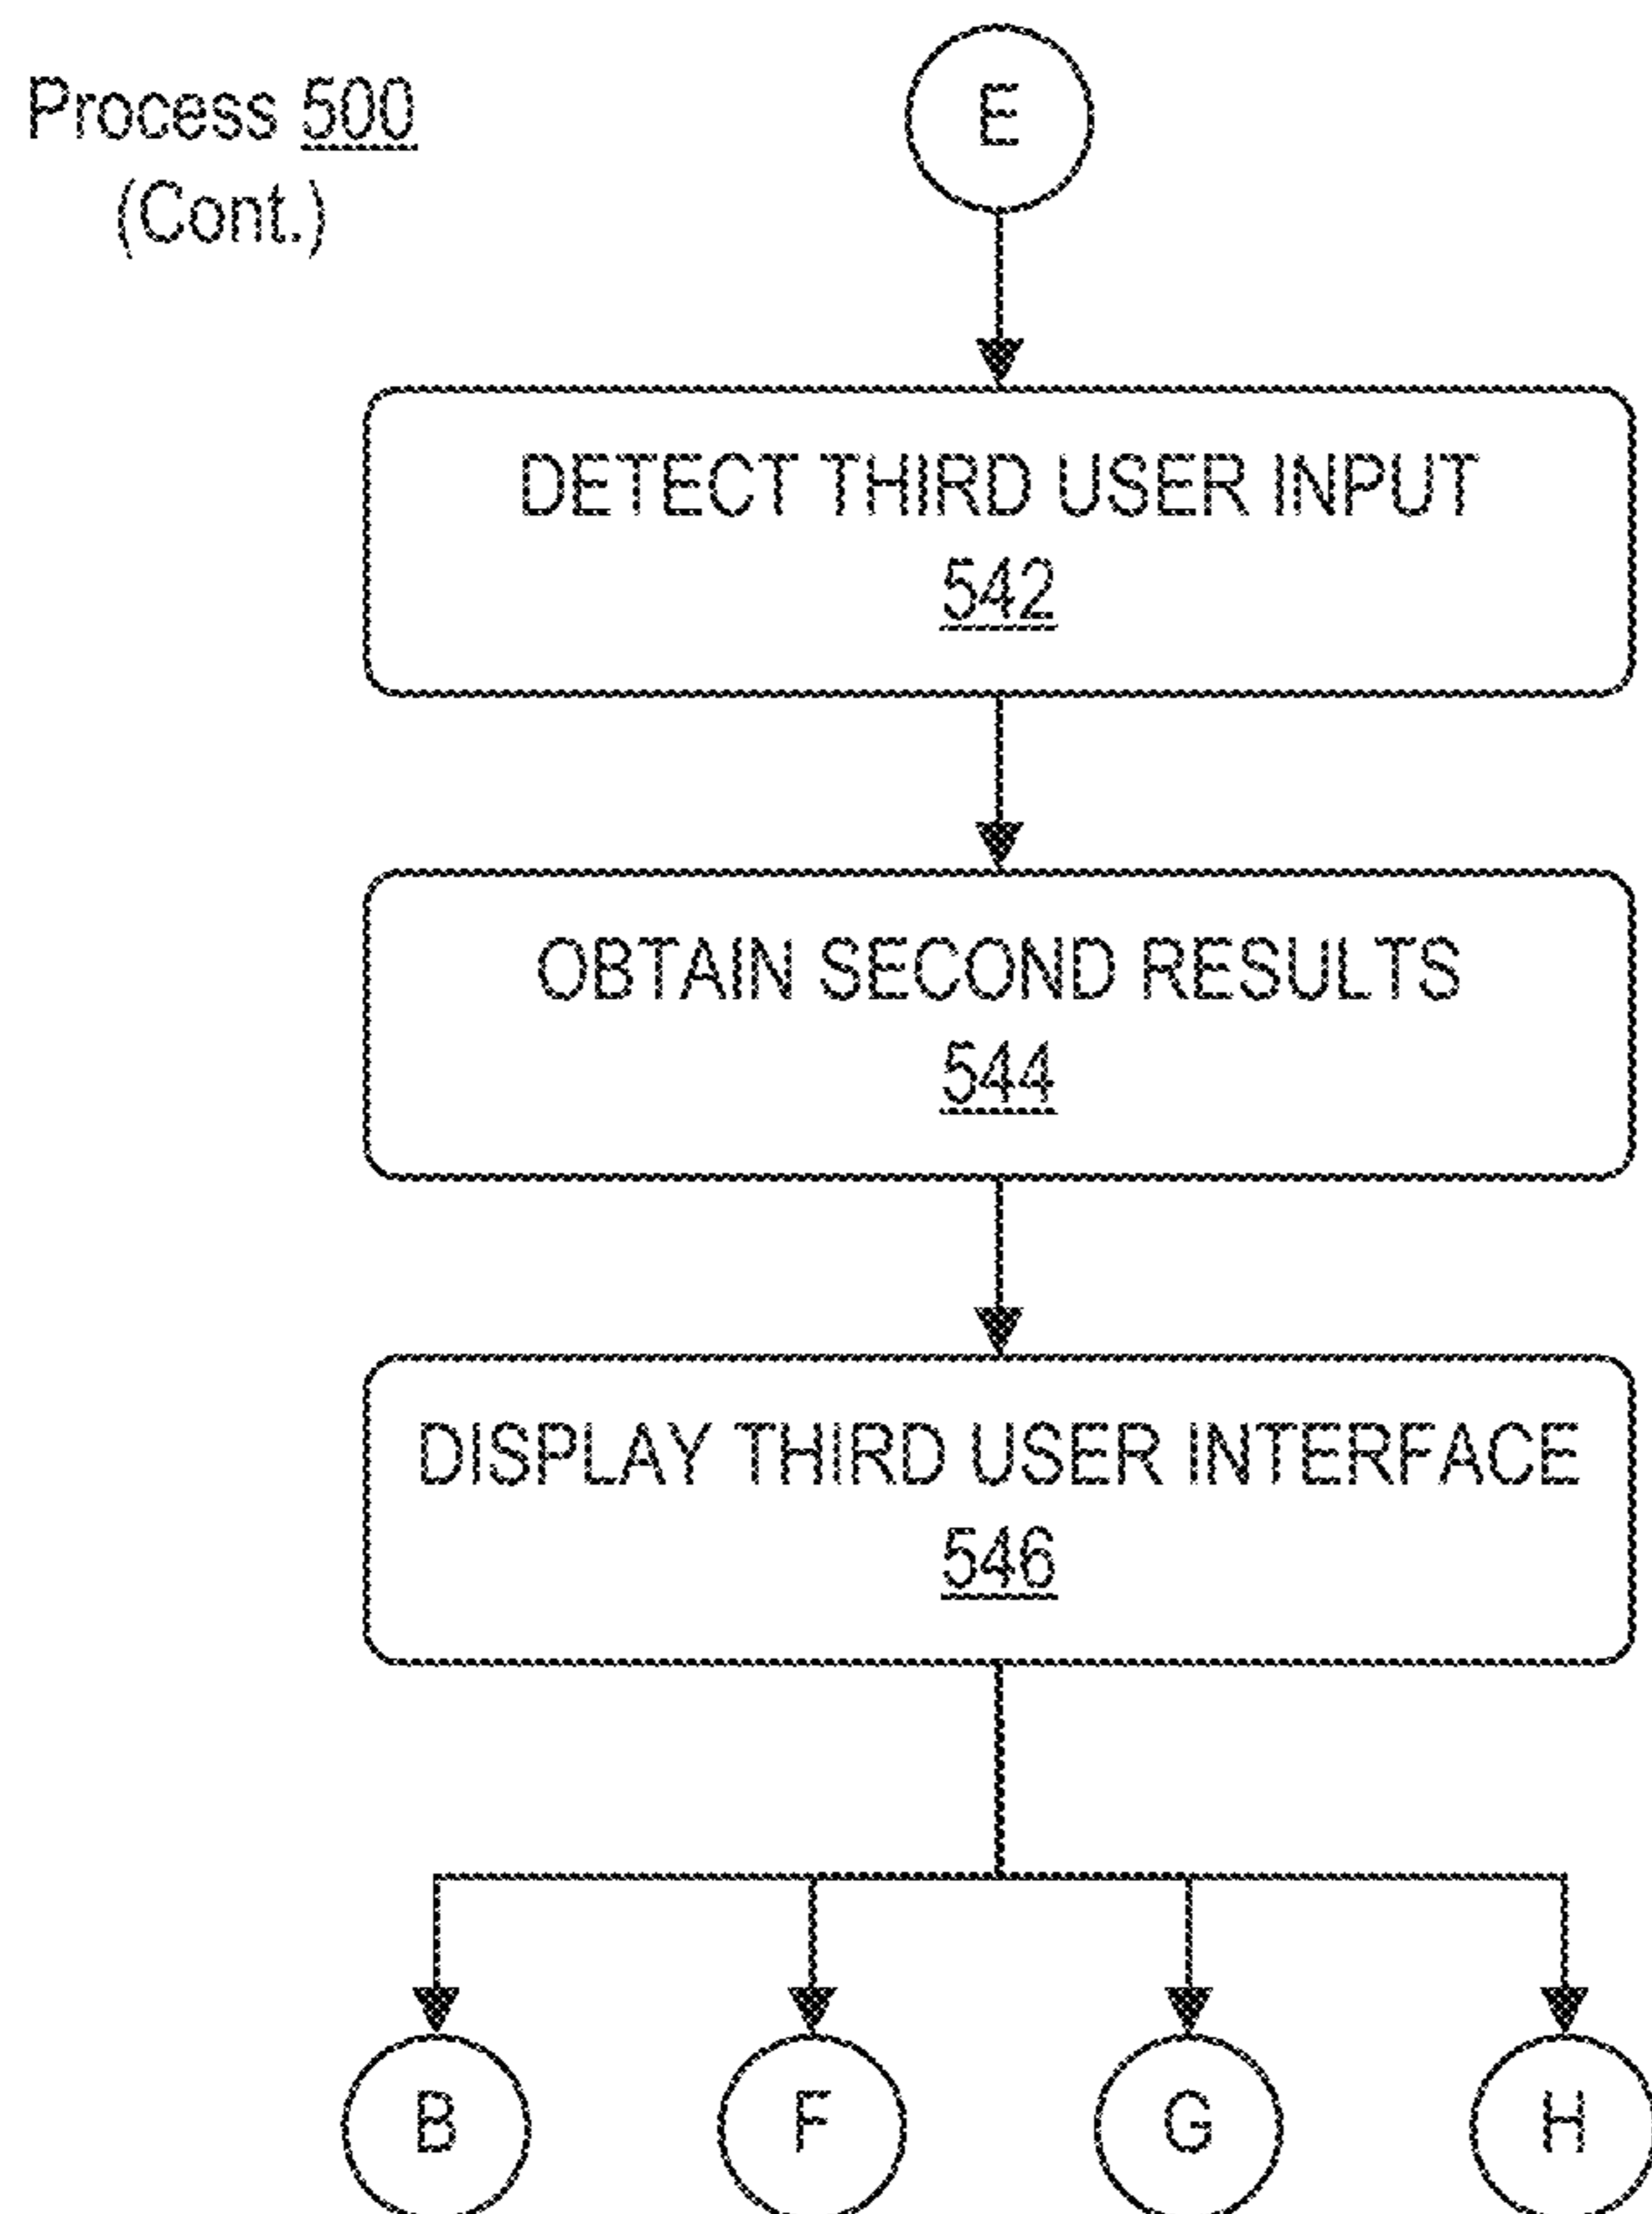 Process 500
(Cont.)
E
DETECT THIRD USER INPUT
542
OBTAIN SECOND RESULTS
544
DISPLAY THIRD USER INTERFACE
546
B
F
G
H